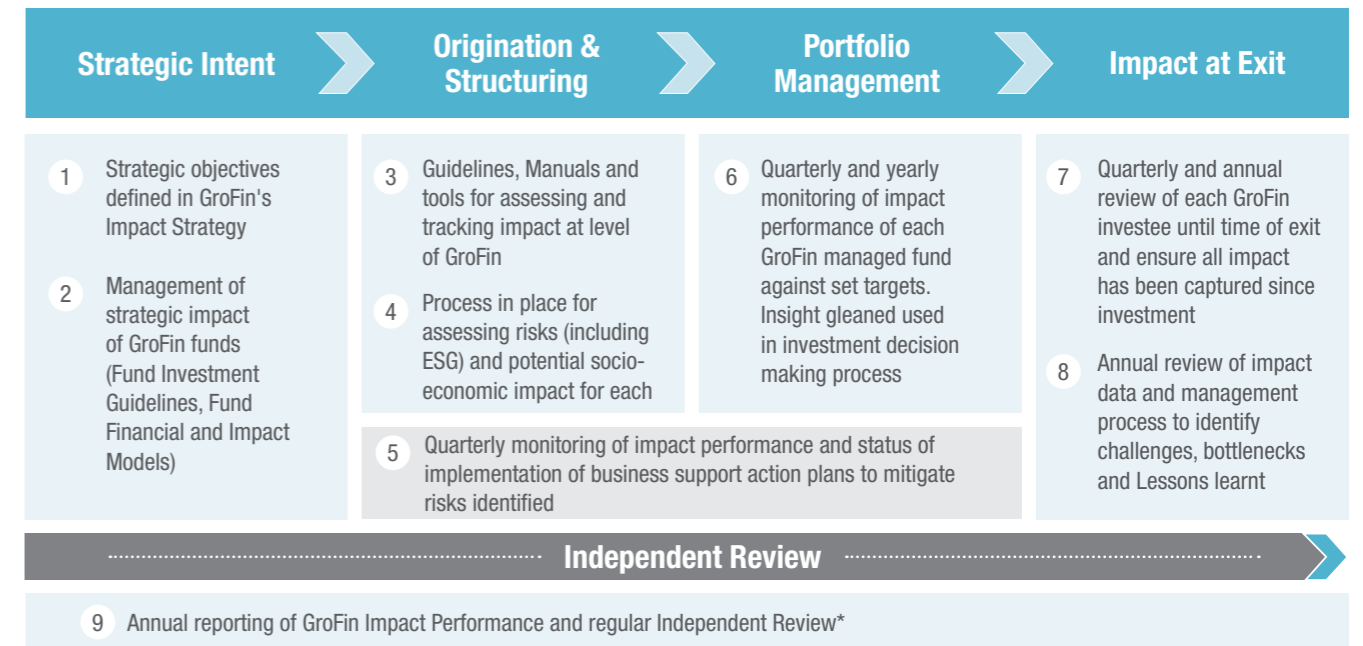 Strategic Intent
Origination &
Structuring
Portfolio
Management
Impact at Exit
1
Strategic objectives
defined in GroFin's
Impact Strategy
2
Management of
strategic impact
of GroFin funds
(Fund Investment
Guidelines, Fund
Financial and Impact
Models)
3
Guidelines, Manuals and
tools for assessing and
tracking impact at level
of GroFin
4
Process in place for
assessing risks (including
ESG) and potential socio-
economic impact for each
5
Quarterly monitoring of impact performance and status of
implementation of business support action plans to mitigate
risks identified
6
Quarterly and yearly
monitoring of impact
performance of each
GroFin managed fund
against set targets.
Insight gleaned used
in investment decision
making process
7
Quarterly and annual
review of each GroFin
investee until time of exit
and ensure all impact
has been captured since
investment
8
Annual review of impact
data and management
process to identify
challenges, bottlenecks
and Lessons learnt
Independent Review
9
Annual reporting of GroFin Impact Performance and regular Independent Review*